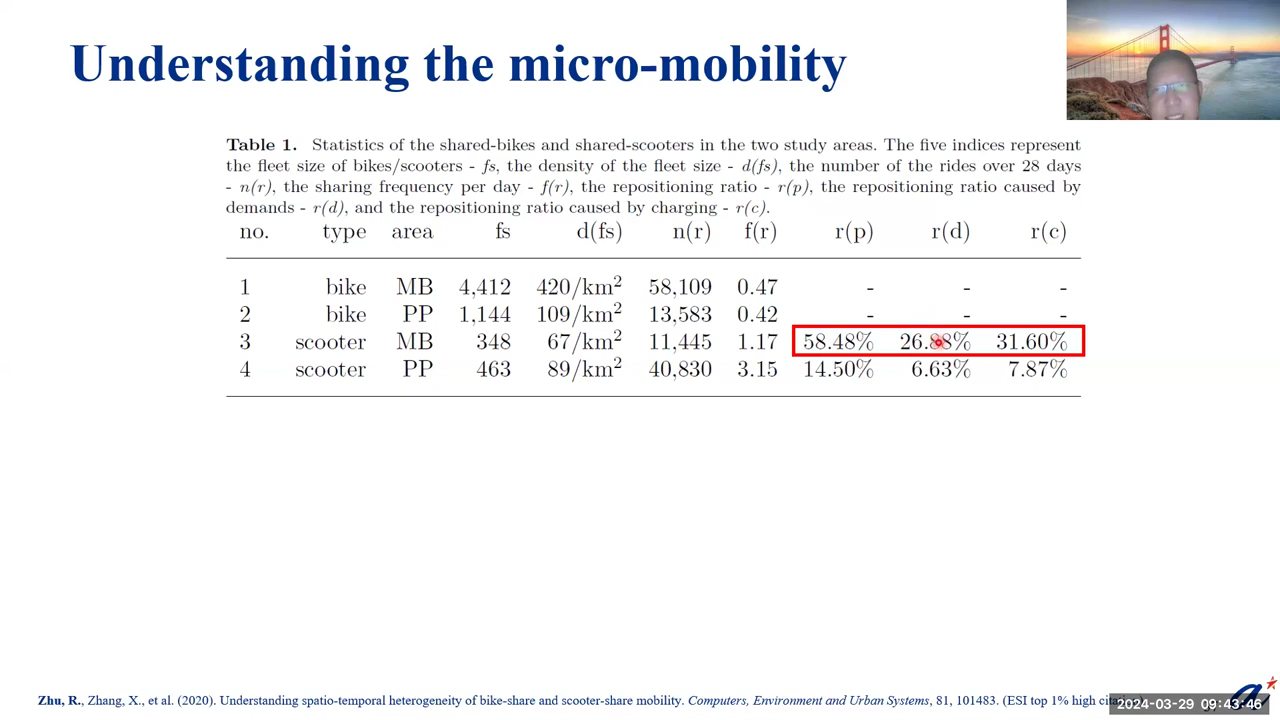 Understanding the micro-mobility
Table 1. Statistics of the shared-bikes and shared-scooters in the two study areas. The five indices represent
the fleet size of bikes/scooters - fs, the density of the fleet size - d(fs), the number of the rides over 28 days
- n(r), the sharing frequency per day - f(r), the repositioning ratio - r(p), the repositioning ratio caused by
demands - r(d), and the repositioning ratio caused by charging - r(c).
no. type area fs d(fs) n(r) f(r) r(p) r(d) r(c)
1 bike MB 4,412 420/km² 58,109 0.47 - - -
2 bike PP 1,144 109/km² 13,583 0.42 - - -
3 scooter MB 348 67/km² 11,445 1.17 58.48% 26.88% 31.60%
4 scooter PP 463 89/km² 40,830 3.15 14.50% 6.63% 7.87%
Zhu, R., Zhang, X., et al. (2020). Understanding spatio-temporal heterogeneity of bike-share and scooter-share mobility. Computers, Environment and Urban Systems, 81, 101483. (ESI top 1% high
2024-03-29 09:43:46